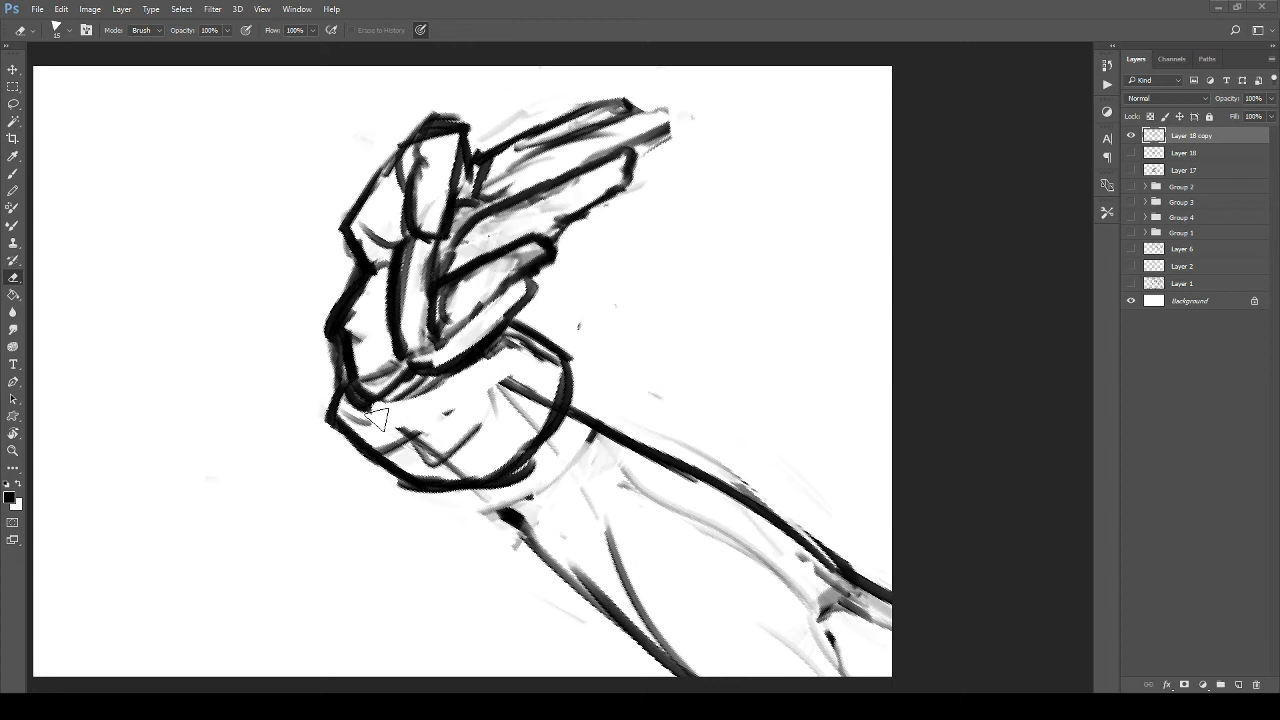 Ps File Edit Image Layer Type Select Filter 3D View Window Help
15 Mode: Brush Opacity: 100% Flow: 100% Erase to History
Layers Channels Paths
Kind
Normal Opacity: 100%
Lock: Fill: 100%
Layer 18 copy
Layer 18
Layer 17
Group 2
Group 3
Group 4
Group 1
Layer 6
Layer 2
Layer 1
Background